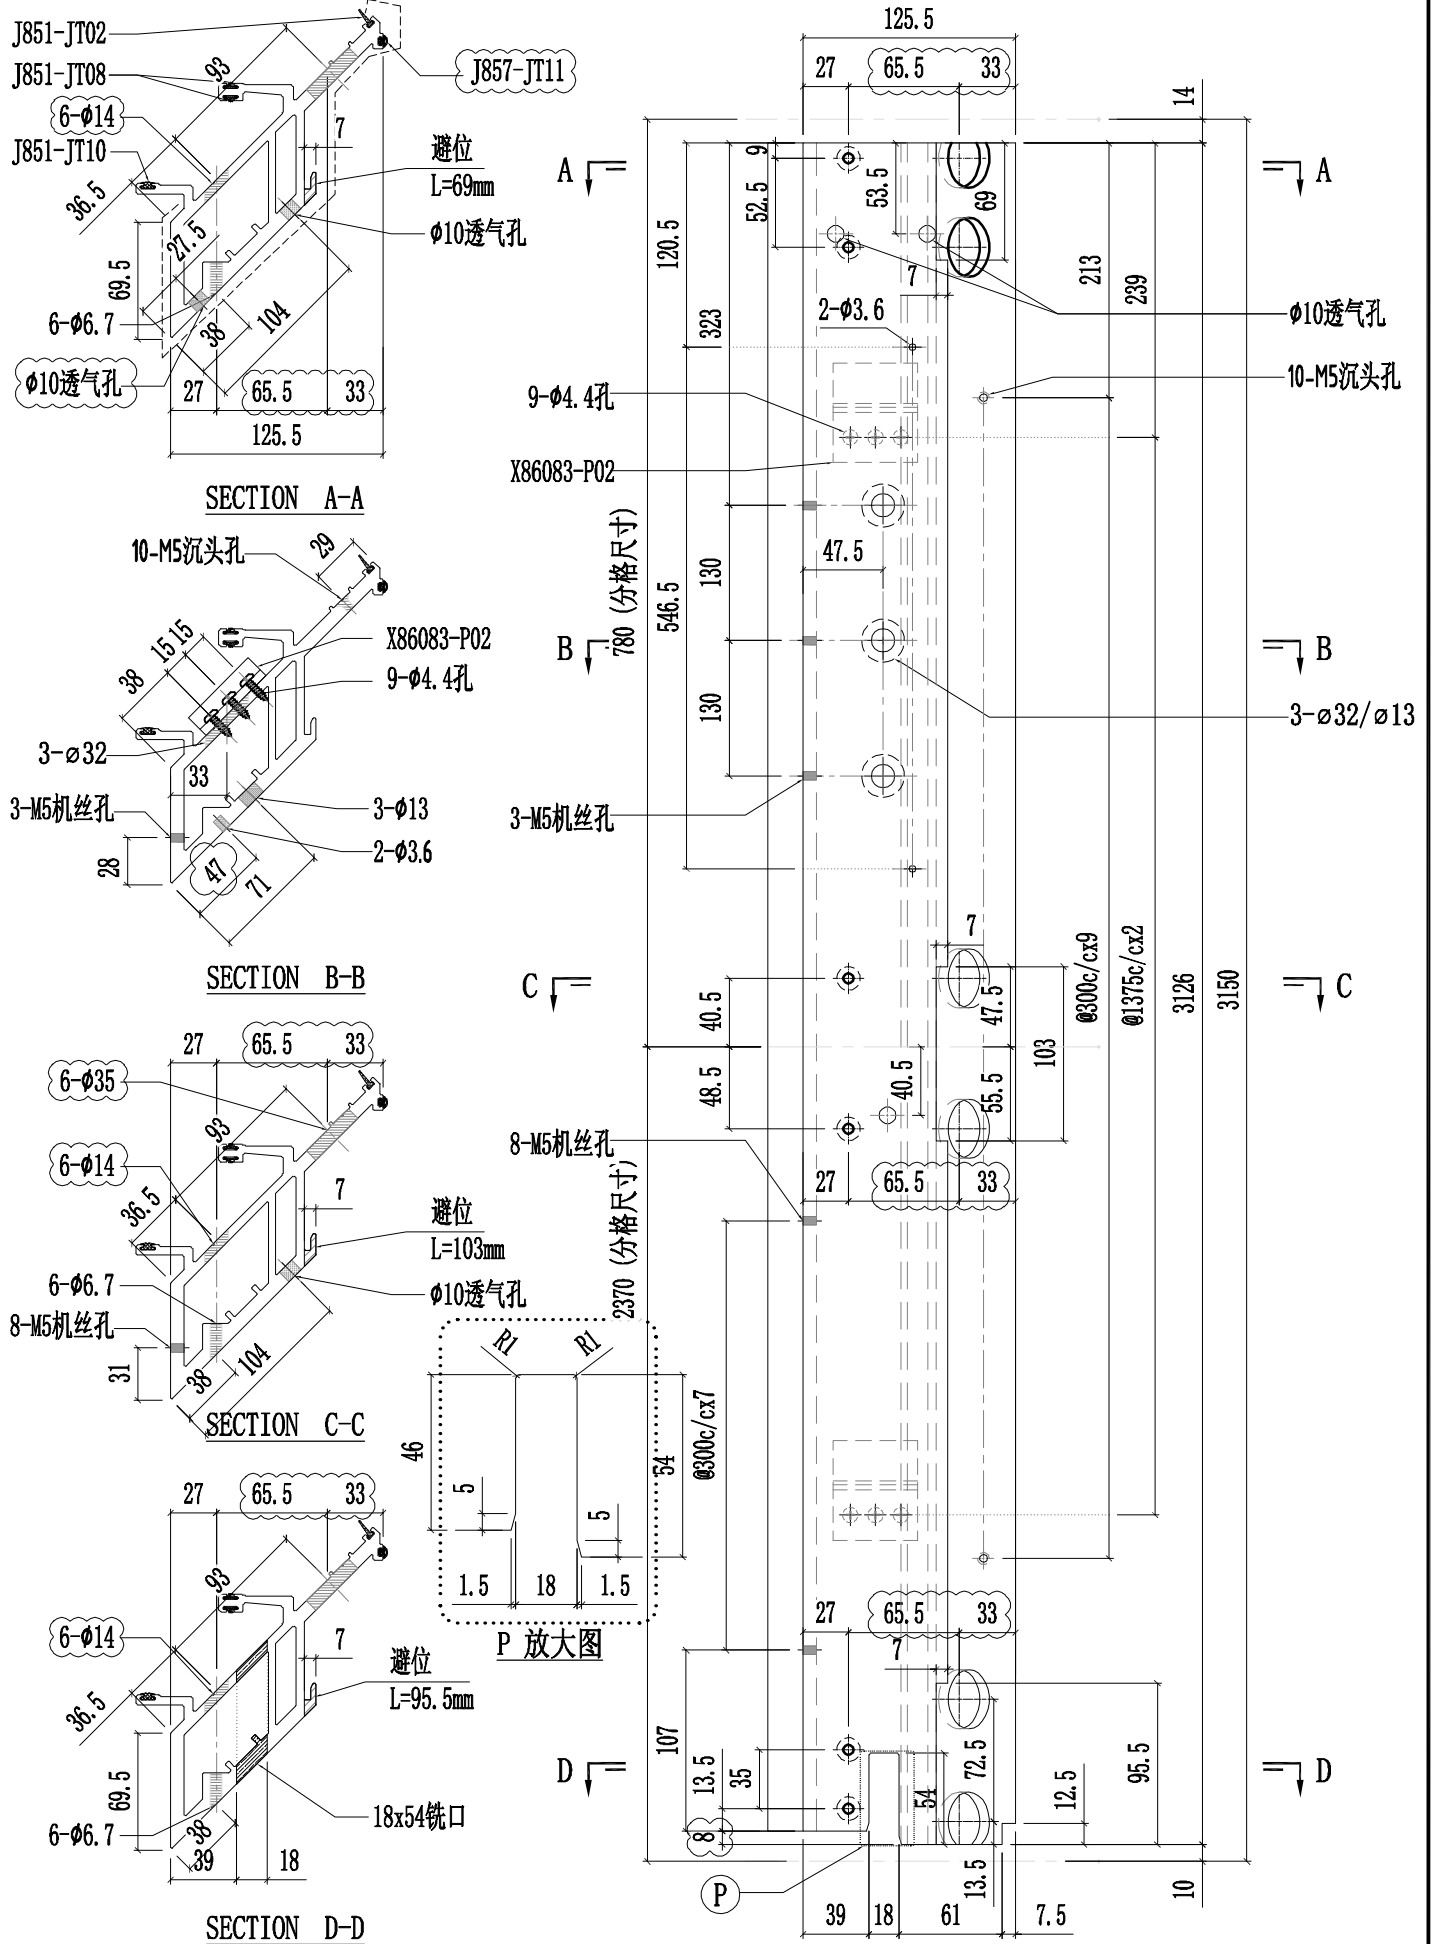 J851-JT02
J851-JT08
6-ϕ14
J851-JT10
93
36.5
27.5
69.5
6-ϕ6.7
38
104
ϕ10透气孔
27
65.5
33
125.5
7
J857-JT11
避位
L=69mm
ϕ10透气孔
SECTION A-A
10-M5沉头孔
29
15
15
38
X86083-P02
9-ϕ4.4孔
3-⌀32
33
3-M5机丝孔
28
47
71
3-ϕ13
2-ϕ3.6
SECTION B-B
27
65.5
33
6-ϕ35
93
6-ϕ14
36.5
7
避位
L=103mm
6-ϕ6.7
ϕ10透气孔
8-M5机丝孔
31
38
104
SECTION C-C
27
65.5
33
93
6-ϕ14
36.5
7
避位
L=95.5mm
69.5
6-ϕ6.7
38
39
18
18x54铣口
SECTION D-D
R1
R1
46
5
54
5
1.5
18
1.5
P 放大图
125.5
27
65.5
33
14
A
A
9
52.5
53.5
69
120.5
7
213
239
323
2-ϕ3.6
ϕ10透气孔
10-M5沉头孔
9-ϕ4.4孔
X86083-P02
780 (分格尺寸)
130
47.5
546.5
B
B
130
3-⌀32/⌀13
3-M5机丝孔
7
C
C
40.5
47.5
103
48.5
40.5
55.5
@300c/cx9
@1375c/cx2
3126
3150
8-M5机丝孔
27
65.5
33
2370 (分格尺寸)
@300c/cx7
27
65.5
33
7
107
13.5
35
8
54
72.5
12.5
95.5
D
D
P
13.5
10
39
18
61
7.5